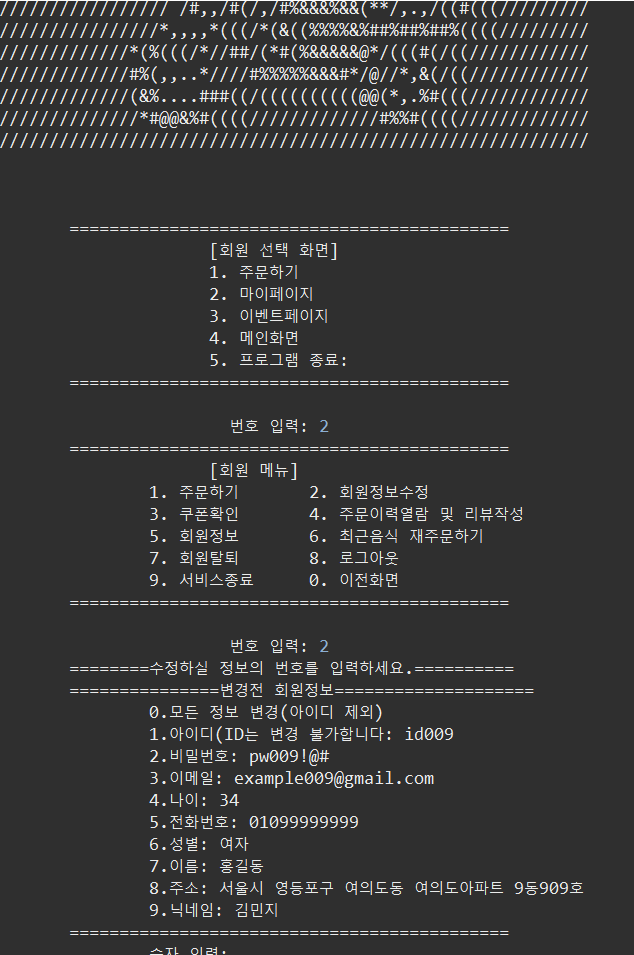 ///////////////// /#,,/#(/,/#%&&&%&&(**/,.,/((#(((/////////
////////////////*,,,,*(((/*(&((%%%%&%##%##%##%((((/////////
/////////////*(%(((/*//##/(*#(%&&&&&@*/(((#(/((////////////
/////////////#%(,,..*////#%%%%%&&&#*/@//*,&(/((////////////
/////////////(&%....###((/((((((((((@@(*,.%#(((////////////
/////////////*#@@&%#((((/////////////#%%#((((/////////////
///////////////////////////////////////////////////////////
============================================
[회원 선택 화면]
1. 주문하기
2. 마이페이지
3. 이벤트페이지
4. 메인화면
5. 프로그램 종료:
============================================
번호 입력: 2
============================================
[회원 메뉴]
1. 주문하기 2. 회원정보수정
3. 쿠폰확인 4. 주문이력열람 및 리뷰작성
5. 회원정보 6. 최근음식 재주문하기
7. 회원탈퇴 8. 로그아웃
9. 서비스종료 0. 이전화면
============================================
번호 입력: 2
========수정하실 정보의 번호를 입력하세요.==========
===============변경전 회원정보====================
0.모든 정보 변경(아이디 제외)
1.아이디(ID는 변경 불가합니다: id009
2.비밀번호: pw009!@#
3.이메일: example009@gmail.com
4.나이: 34
5.전화번호: 01099999999
6.성별: 여자
7.이름: 홍길동
8.주소: 서울시 영등포구 여의도동 여의도아파트 9동909호
9.닉네임: 김민지
============================================
숫자 입력: